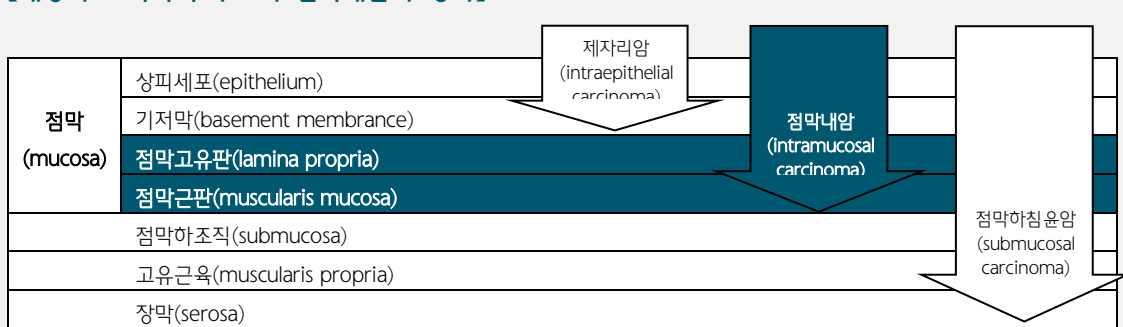 제자리암
(intraepithelial
carcinoma)
상피세포(epithelium)
점막
(mucosa)
기저막(basement membrance)
점막고유판(lamina propria)
점막근판(muscularis mucosa)
점막내암
(intramucosal
carcinoma)
점막하조직(submucosa)
고유근육(muscularis propria)
장막(serosa)
점막하침윤암
(submucosal
carcinoma)